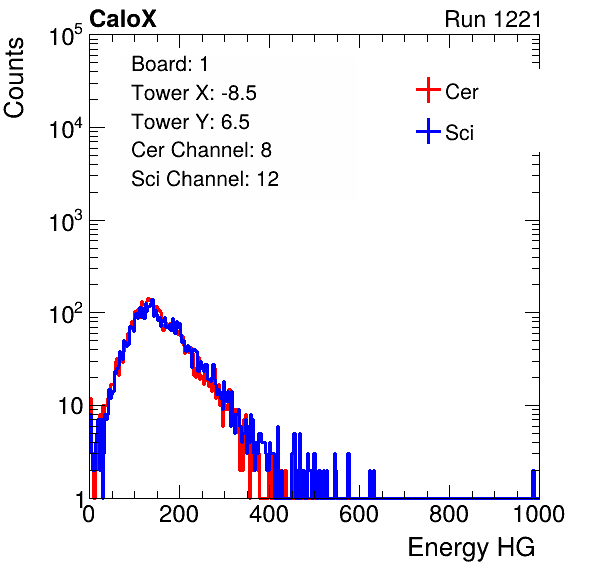 CaloX Run 1221
Counts
10^5
10^4
10^3
10^2
10
1
Board: 1
Tower X: -8.5
Tower Y: 6.5
Cer Channel: 8
Sci Channel: 12
Cer
Sci
0 200 400 600 800 1000
Energy HG